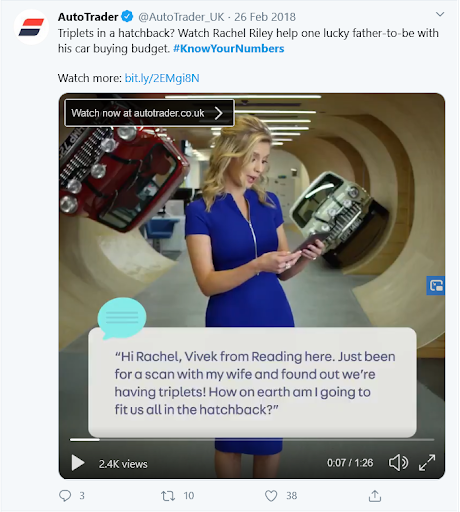 AutoTrader @AutoTrader_UK · 26 Feb 2018
Triplets in a hatchback? Watch Rachel Riley help one lucky father-to-be with
his car buying budget. #KnowYourNumbers
Watch more: bit.ly/2EMgi8N
Watch now at autotrader.co.uk
“Hi Rachel, Vivek from Reading here. Just been
for a scan with my wife and found out we’re
having triplets! How on earth am I going to
fit us all in the hatchback?”
2.4K views 0:07 / 1:26
3 10 38